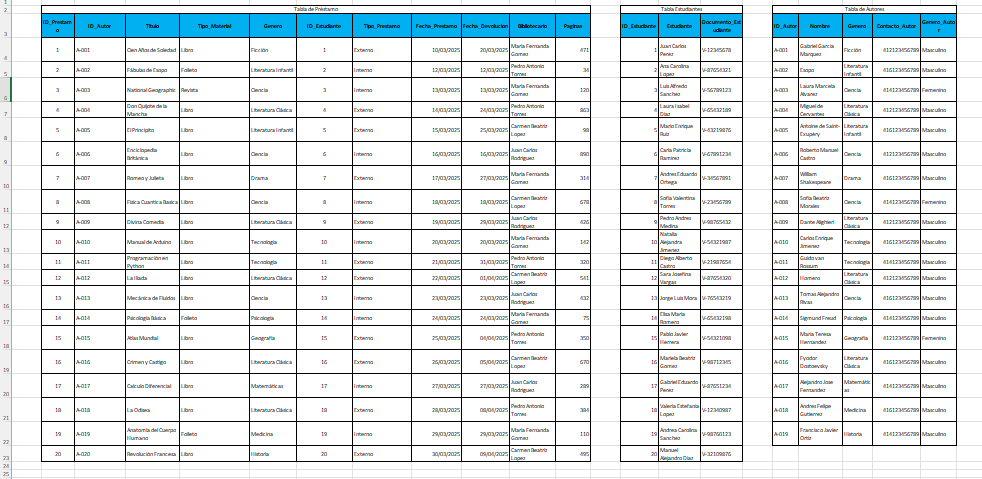 Tabla de Préstamo	Tabla Estudiantes	Tabla de Autores
ID_Prestamo	ID_Autor	Titulo	Tipo_Material	Genero	ID_Estudiante	Tipo_Prestamo	Fecha_Prestamo	Fecha_Devolucion	Bibliotecario	Paginas	ID_Estudiante	Estudiante	Documento_Estudiante	ID_Autor	Nombre	Genero	Contacto_Autor	Genero_Autor
1	A-001	Cien Años de Soledad	Libro	Ficción	1	Externo	10/03/2025	20/03/2025	Maria Fernanda Gomez	471	1	Juan Carlos Perez	V-12345678	A-001	Gabriel García Marquez	Ficción	412123456789	Masculino
2	A-002	Fábulas de Esopo	Folleto	Literatura Infantil	2	Externo	12/03/2025	12/03/2025	Pedro Antonio Torres	34	2	Ana Carolina Lopez	V-87654321	A-002	Esopo	Literatura Infantil	416123456789	Masculino
3	A-003	National Geographic	Revista	Ciencia	3	Interno	13/03/2025	13/03/2025	Maria Fernanda Gomez	120	3	Luis Alfredo Sanchez	V-56789123	A-003	Laura Marcela Alvarez	Ciencia	414123456789	Femenino
4	A-004	Don Quijote de la Mancha	Libro	Literatura Clásica	4	Interno	14/03/2025	24/03/2025	Pedro Antonio Torres	863	4	Laura Isabel Diaz	V-65432189	A-004	Miguel de Cervantes	Literatura Clásica	412123456789	Masculino
5	A-005	El Principito	Libro	Literatura Infantil	5	Externo	15/03/2025	25/03/2025	Carmen Beatriz Lopez	98	5	Mario Enrique Ruiz	V-43219876	A-005	Antoine de Saint-Exupéry	Literatura Infantil	416123456789	Masculino
6	A-006	Enciclopedia Británica	Libro	Ciencia	6	Interno	16/03/2025	16/03/2025	Juan Carlos Rodriguez	890	6	Carla Patricia Ramirez	V-67891234	A-006	Roberto Manuel Castro	Ciencia	412123456789	Masculino
7	A-007	Romeo y Julieta	Libro	Drama	7	Externo	17/03/2025	27/03/2025	Maria Fernanda Gomez	314	7	Andres Eduardo Ortega	V-34567891	A-007	William Shakespeare	Drama	416123456789	Masculino
8	A-008	Fisica Cuantica Basica	Libro	Ciencia	8	Interno	18/03/2025	18/03/2025	Carmen Beatriz Lopez	678	8	Sofia Valentina Torres	V-23456789	A-008	Sofia Beatriz Morales	Ciencia	414123456789	Femenino
9	A-009	Divina Comedia	Libro	Literatura Clásica	9	Externo	19/03/2025	29/03/2025	Juan Carlos Rodriguez	426	9	Pedro Andres Medina	V-98765432	A-009	Dante Alighieri	Literatura Clásica	412123456789	Masculino
10	A-010	Manual de Arduino	Libro	Tecnología	10	Interno	20/03/2025	20/03/2025	Maria Fernanda Gomez	142	10	Natalia Alejandra Jimenez	V-54321987	A-010	Carlos Enrique Jimenez	Tecnología	416123456789	Masculino
11	A-011	Programación en Python	Libro	Tecnología	11	Externo	21/03/2025	31/03/2025	Pedro Antonio Torres	320	11	Diego Alberto Castro	V-21987654	A-011	Guido van Rossum	Tecnología	414123456789	Masculino
12	A-012	La Iliada	Libro	Literatura Clásica	12	Externo	22/03/2025	01/04/2025	Carmen Beatriz Lopez	541	12	Sara Josefina Vargas	V-87654320	A-012	Homero	Literatura Clásica	412123456789	Masculino
13	A-013	Mecánica de Fluidos	Libro	Ciencia	13	Interno	23/03/2025	23/03/2025	Juan Carlos Rodriguez	432	13	Jorge Luis Mora	V-76543219	A-013	Tomas Alejandro Rivas	Ciencia	416123456789	Masculino
14	A-014	Psicología Básica	Folleto	Psicología	14	Interno	24/03/2025	24/03/2025	Maria Fernanda Gomez	75	14	Elisa Maria Romero	V-65432198	A-014	Sigmund Freud	Psicología	416123456789	Masculino
15	A-015	Atlas Mundial	Libro	Geografía	15	Externo	25/03/2025	04/04/2025	Pedro Antonio Torres	350	15	Pablo Javier Herrera	V-54321098	A-015	Maria Teresa Hernandez	Geografía	412123456789	Femenino
16	A-016	Crimen y Castigo	Libro	Literatura Clásica	16	Externo	26/03/2025	05/04/2025	Carmen Beatriz Lopez	670	16	Mariela Beatriz Gomez	V-98712345	A-016	Fyodor Dostoevsky	Literatura Clásica	416123456789	Masculino
17	A-017	Calculo Diferencial	Libro	Matemáticas	17	Interno	27/03/2025	27/03/2025	Juan Carlos Rodriguez	289	17	Gabriel Eduardo Perez	V-87651234	A-017	Alejandro Jose Fernandez	Matemáticas	414123456789	Masculino
18	A-018	La Odisea	Libro	Literatura Clásica	18	Externo	28/03/2025	08/04/2025	Pedro Antonio Torres	384	18	Valeria Estefania Lopez	V-12340987	A-018	Andres Felipe Gutierrez	Medicina	416123456789	Masculino
19	A-019	Anatomía del Cuerpo Humano	Folleto	Medicina	19	Interno	29/03/2025	29/03/2025	Maria Fernanda Gomez	110	19	Andrea Carolina Sanchez	V-98760123	A-019	Francisco Javier Ortiz	Historia	414123456789	Masculino
20	A-020	Revolución Francesa	Libro	Historia	20	Externo	30/03/2025	09/04/2025	Carmen Beatriz Lopez	495	20	Manuel Alejandro Diaz	V-32109876